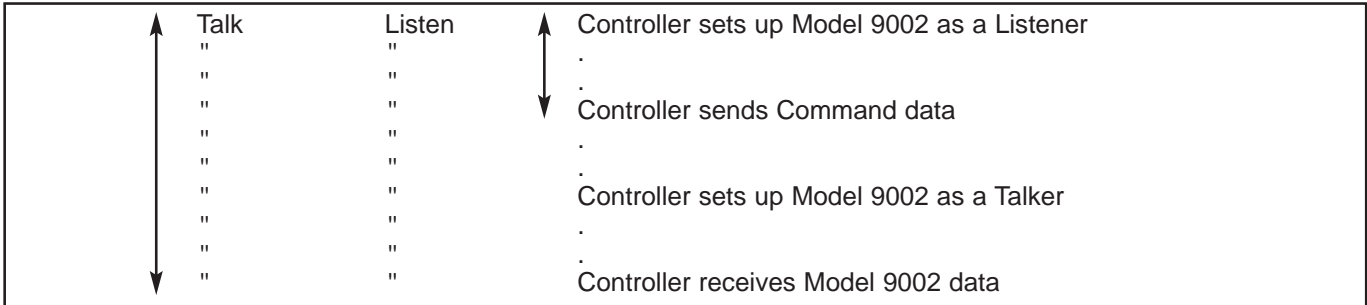 Talk Listen Controller sets up Model 9002 as a Listener
" " .
" " .
" " Controller sends Command data
" " .
" " .
" " Controller sets up Model 9002 as a Talker
" " .
" " .
" " Controller receives Model 9002 data